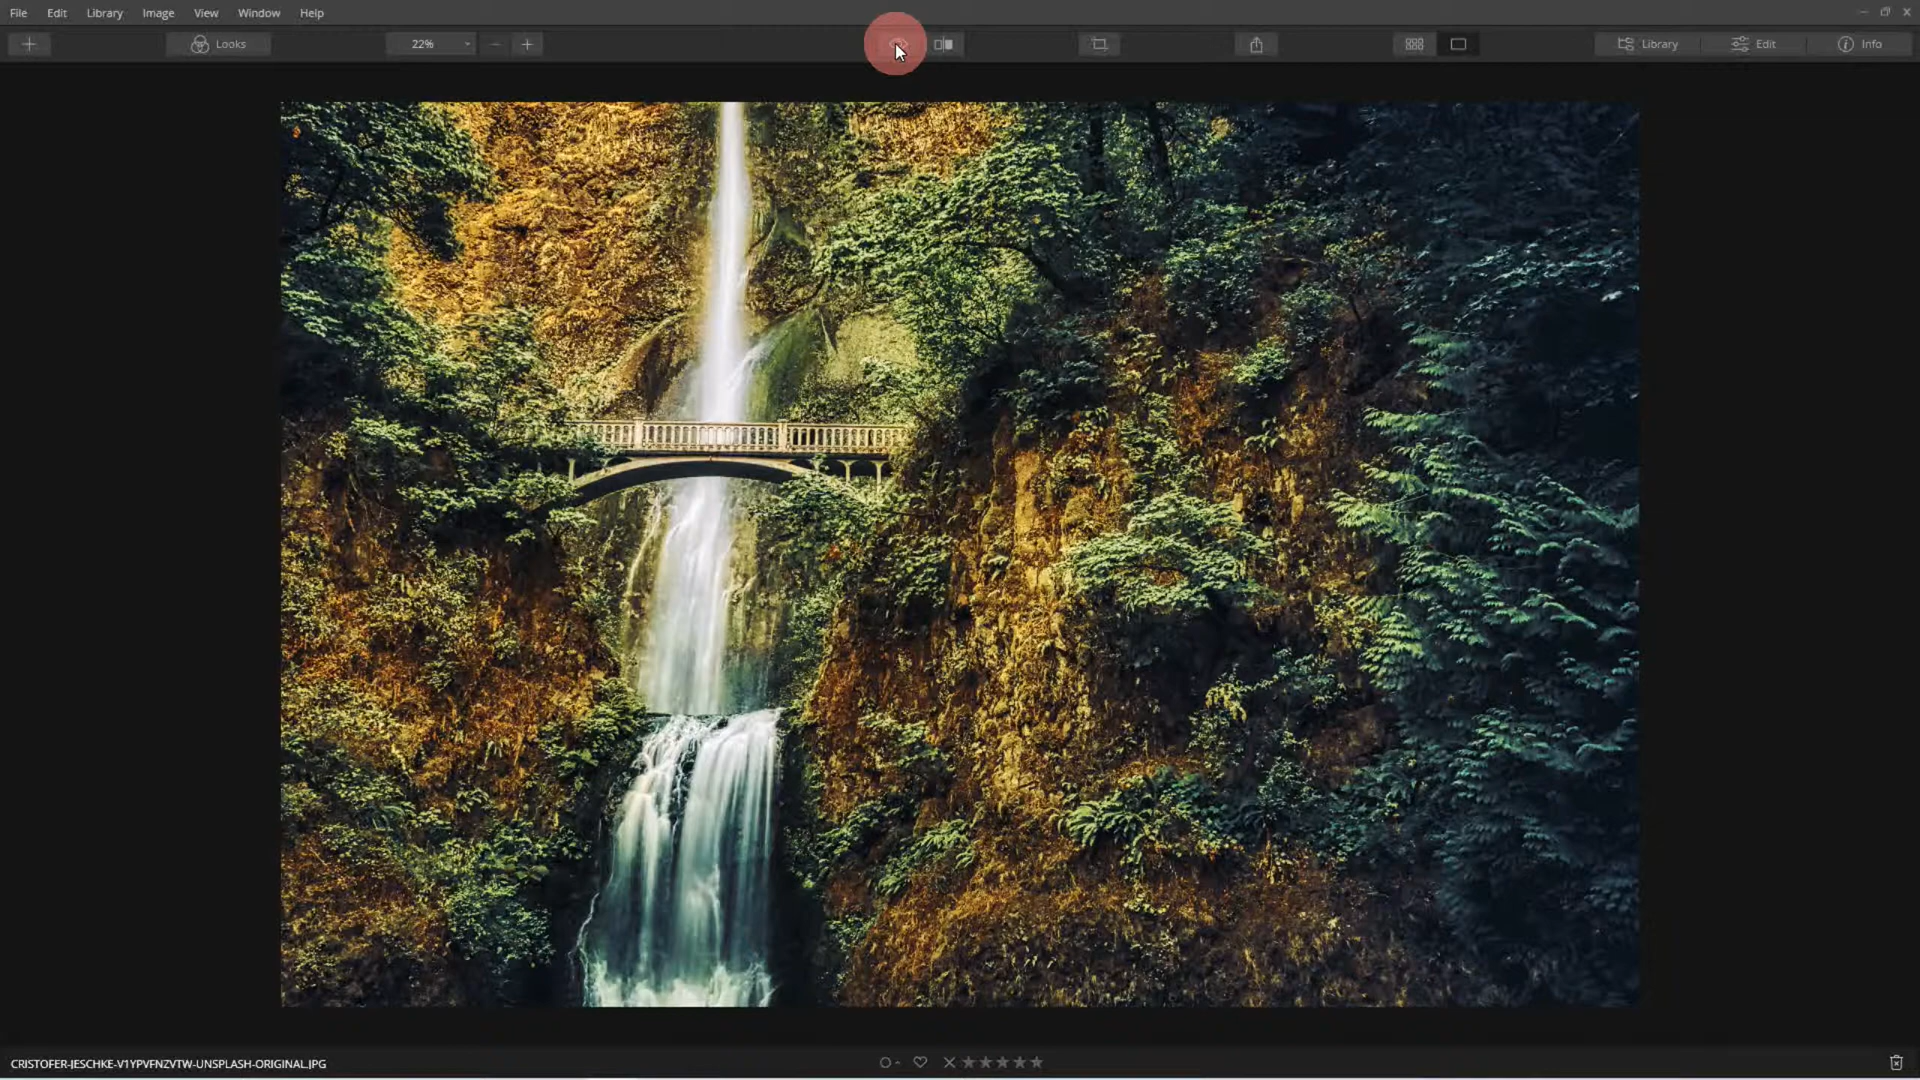 File Edit Library Image View Window Help
Looks 22% Library Edit Info
CRISTOFER-JESCHKE-V1YPVFNZVTW-UNSPLASH-ORIGINAL.JPG